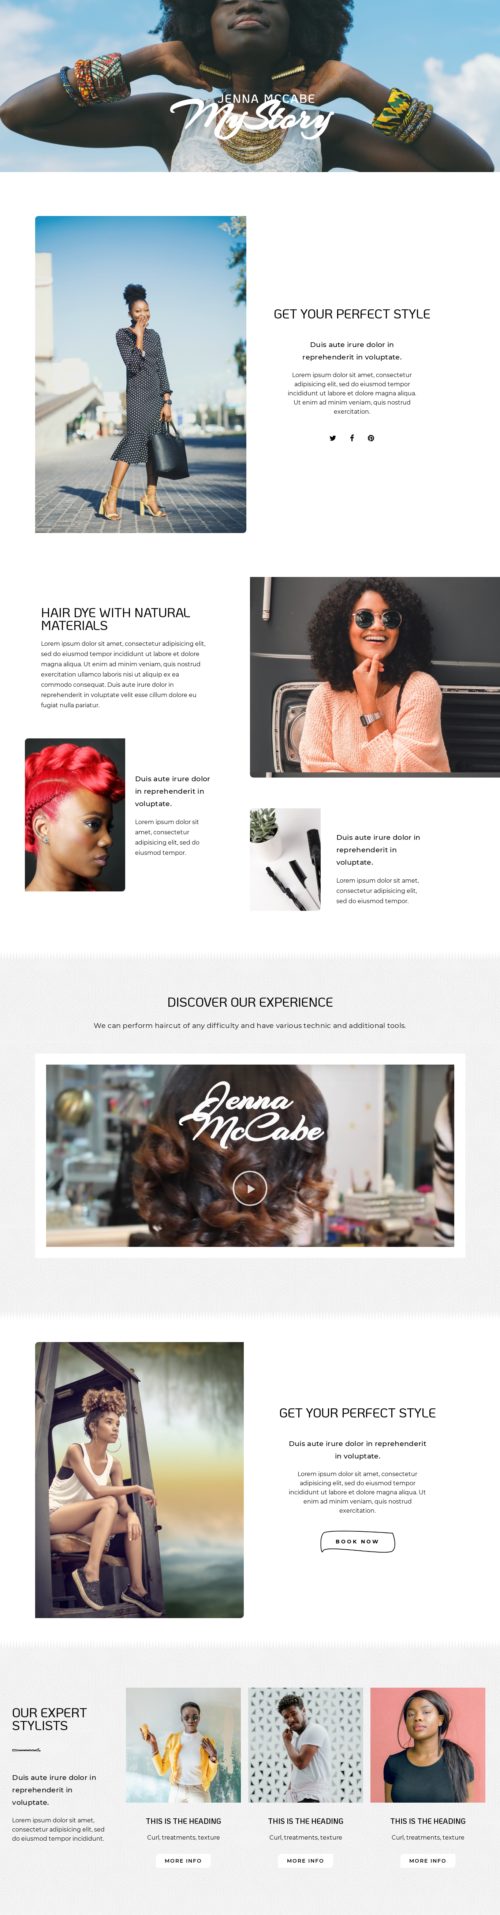 JENNA MCCABE
MyStory
GET YOUR PERFECT STYLE
Duis aute irure dolor in
reprehenderit in voluptate.
Lorem ipsum dolor sit amet, consectetur
adipisicing elit, sed do eiusmod tempor
incididunt ut labore et dolore magna aliqua.
Ut enim ad minim veniam, quis nostrud
exercitation.
HAIR DYE WITH NATURAL
MATERIALS
Lorem ipsum dolor sit amet, consectetur adipisicing elit,
sed do eiusmod tempor incididunt ut labore et dolore
magna aliqua. Ut enim ad minim veniam, quis nostrud
exercitation ullamco laboris nisi ut aliquip ex ea
commodo consequat. Duis aute irure dolor in
reprehenderit in voluptate velit esse cillum dolore eu
fugiat nulla pariatur.
Duis aute irure dolor
in reprehenderit in
voluptate.
Lorem ipsum dolor sit
amet, consectetur
adipisicing elit, sed do
eiusmod tempor.
Duis aute irure dolor in
reprehenderit in
voluptate.
Lorem ipsum dolor sit amet,
consectetur adipisicing elit,
sed do eiusmod tempor.
DISCOVER OUR EXPERIENCE
We can perform haircut of any difficulty and have various technic and additional tools.
Jenna
McCabe
GET YOUR PERFECT STYLE
Duis aute irure dolor in reprehenderit
in voluptate.
Lorem ipsum dolor sit amet, consectetur
adipisicing elit, sed do eiusmod tempor
incididunt ut labore et dolore magna aliqua. Ut
enim ad minim veniam, quis nostrud
exercitation.
BOOK NOW
OUR EXPERT
STYLISTS
Duis aute irure dolor in
reprehenderit in
voluptate.
Lorem ipsum dolor sit amet,
consectetur adipisicing elit, sed
do eiusmod tempor incididunt.
THIS IS THE HEADING
Curl, treatments, texture
MORE INFO
THIS IS THE HEADING
Curl, treatments, texture
MORE INFO
THIS IS THE HEADING
Curl, treatments, texture
MORE INFO